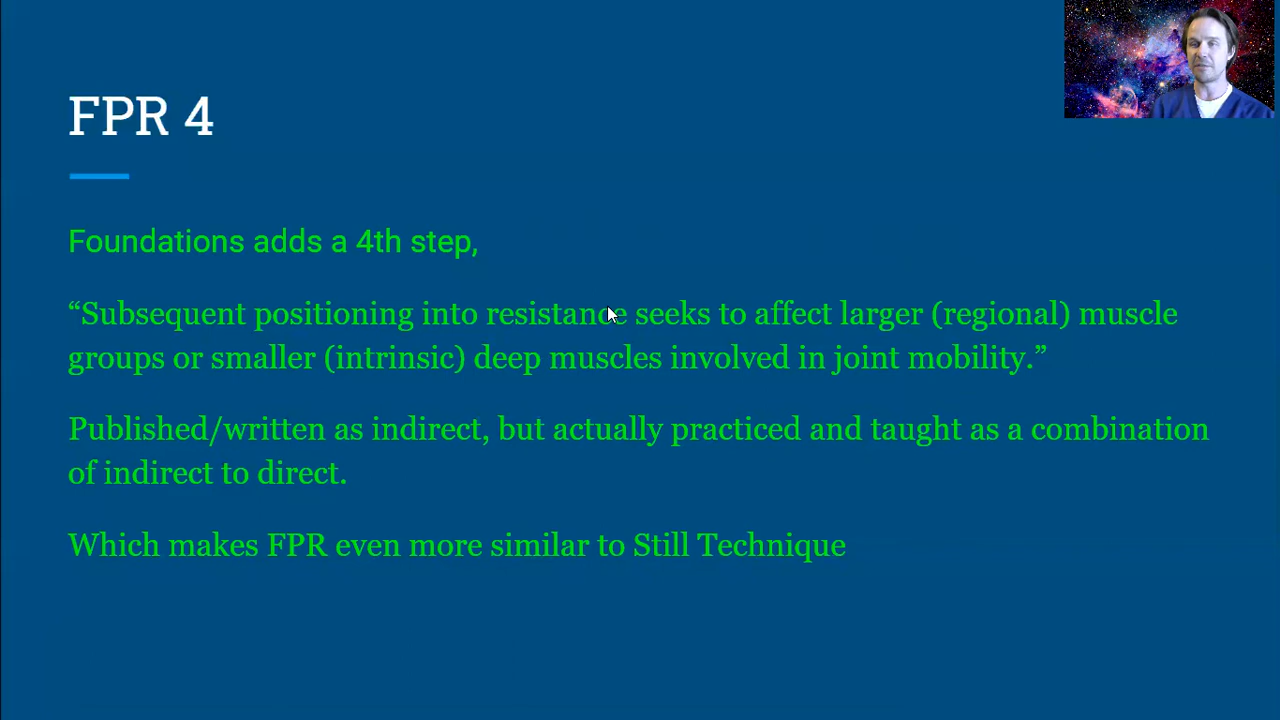 FPR 4
Foundations adds a 4th step,
“Subsequent positioning into resistance seeks to affect larger (regional) muscle
groups or smaller (intrinsic) deep muscles involved in joint mobility.”
Published/written as indirect, but actually practiced and taught as a combination
of indirect to direct.
Which makes FPR even more similar to Still Technique